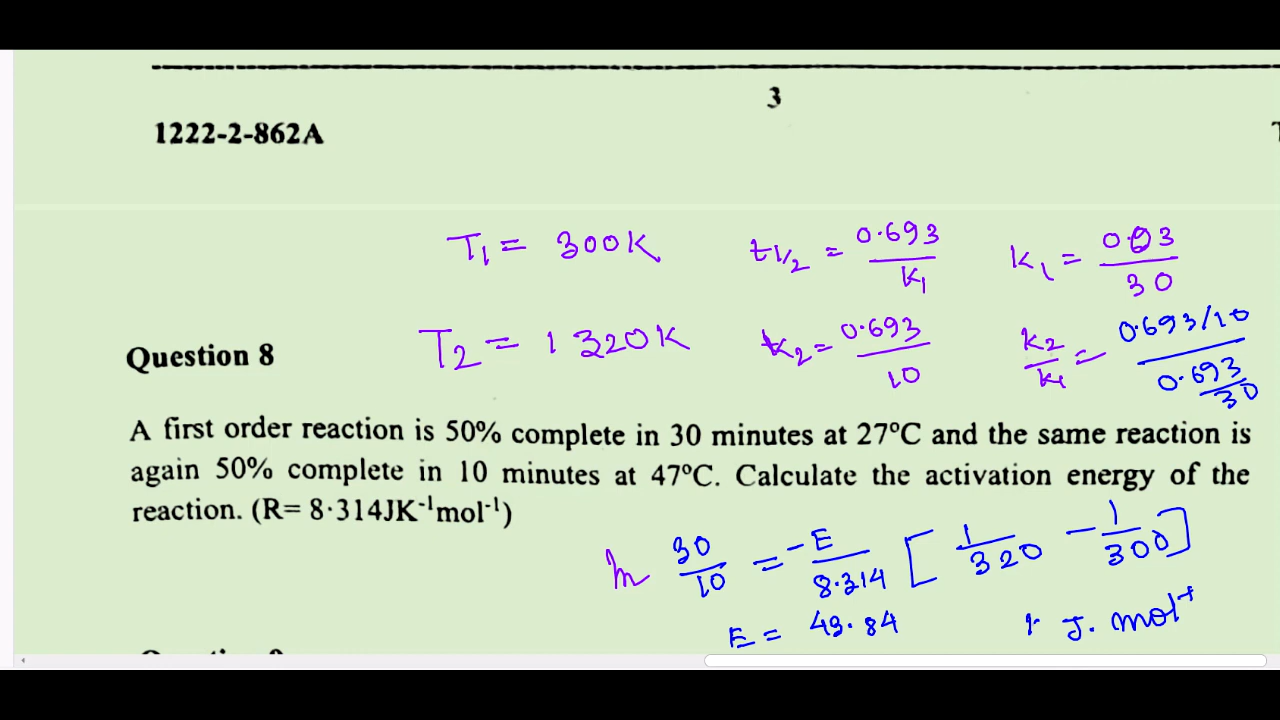 3
1222-2-862A
T₁ = 300K t1/2 = 0.693/K₁ K₁ = 0.693/30
T₂ = 320K K₂ = 0.693/10 K₂/K₁ = 0.693/10 / 0.693/30
Question 8
A first order reaction is 50% complete in 30 minutes at 27°C and the same reaction is
again 50% complete in 10 minutes at 47°C. Calculate the activation energy of the
reaction. (R= 8·314JK⁻¹mol⁻¹)
ln 30/10 = -E/8.314 [1/320 - 1/300]
E = 43.84 J. mol⁻¹